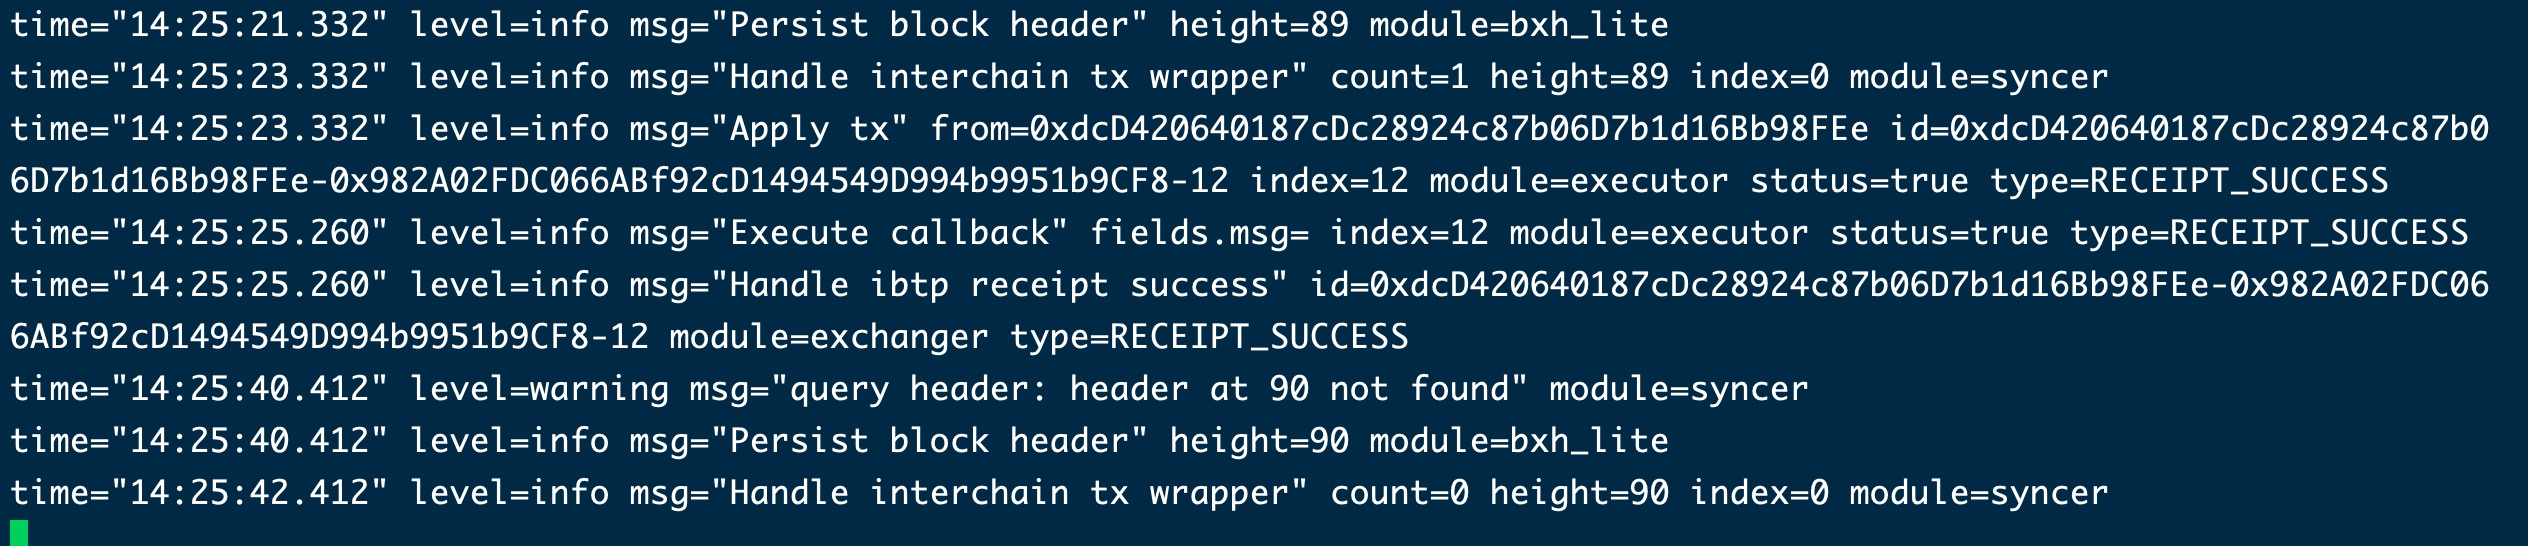 time="14:25:21.332" level=info msg="Persist block header" height=89 module=bxh_lite
time="14:25:23.332" level=info msg="Handle interchain tx wrapper" count=1 height=89 index=0 module=syncer
time="14:25:23.332" level=info msg="Apply tx" from=0xdcD420640187cDc28924c87b06D7b1d16Bb98FEe id=0xdcD420640187cDc28924c87b0
6D7b1d16Bb98FEe-0x982A02FDC066ABf92cD1494549D994b9951b9CF8-12 index=12 module=executor status=true type=RECEIPT_SUCCESS
time="14:25:25.260" level=info msg="Execute callback" fields.msg= index=12 module=executor status=true type=RECEIPT_SUCCESS
time="14:25:25.260" level=info msg="Handle ibtp receipt success" id=0xdcD420640187cDc28924c87b06D7b1d16Bb98FEe-0x982A02FDC06
6ABf92cD1494549D994b9951b9CF8-12 module=exchanger type=RECEIPT_SUCCESS
time="14:25:40.412" level=warning msg="query header: header at 90 not found" module=syncer
time="14:25:40.412" level=info msg="Persist block header" height=90 module=bxh_lite
time="14:25:42.412" level=info msg="Handle interchain tx wrapper" count=0 height=90 index=0 module=syncer